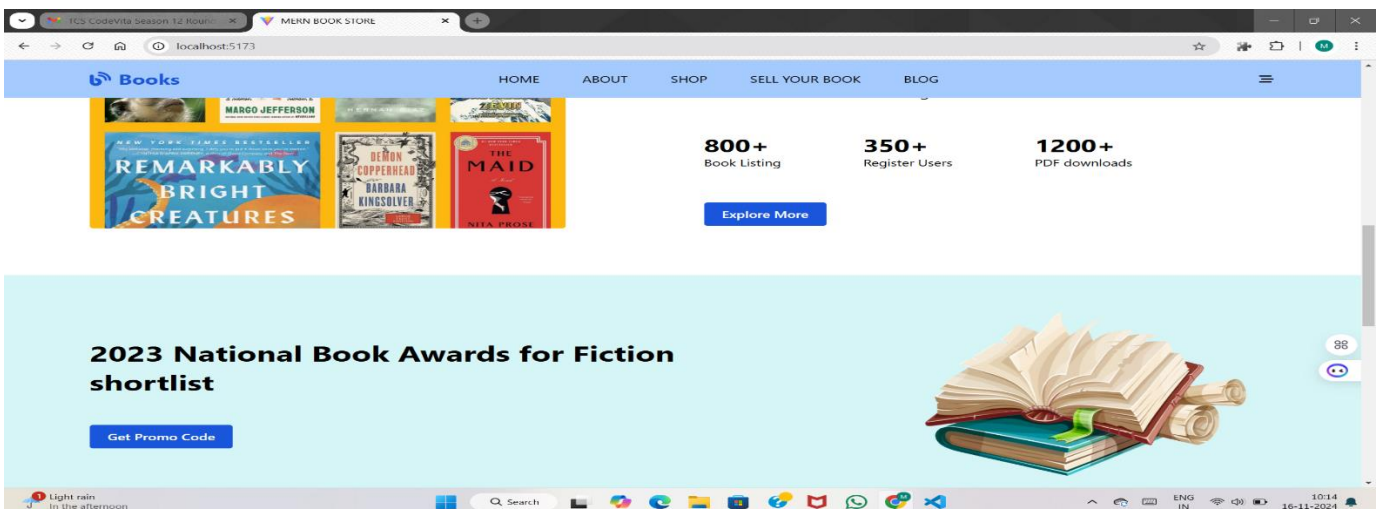 TCS CodeVita Season 12 Roun
MERN BOOK STORE
localhost:5173
M
Books
HOME
ABOUT
SHOP
SELL YOUR BOOK
BLOG
MARGO JEFFERSON
NEW YORK TIMES BESTSELLER
REMARKABLY
BRIGHT
CREATURES
DEMON
COPPERHEAD
BARBARA
KINGSOLVER
THE
MAID
NITA PROSE
800+
Book Listing
350+
Register Users
1200+
PDF downloads
Explore More
2023 National Book Awards for Fiction
shortlist
Get Promo Code
1
Light rain
In the afternoon
Search
ENG
IN
10:14
16-11-2024